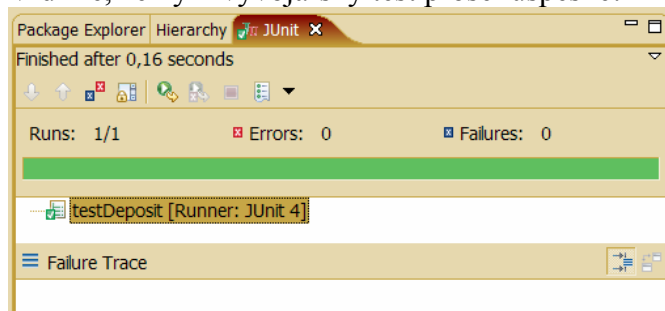 Package Explorer Hierarchy JUnit
Finished after 0,16 seconds
Runs: 1/1 Errors: 0 Failures: 0
testDeposit [Runner: JUnit 4]
Failure Trace